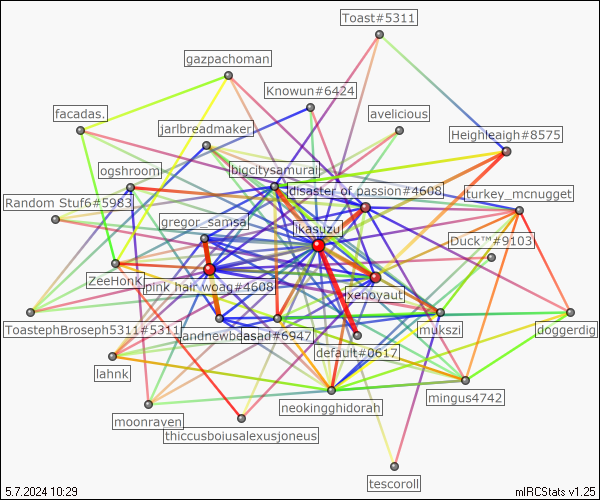 Toast#5311
gazpachoman
Knowun#6424
facadas.
avelicious
jarlbreadmaker
Heighleaigh#8575
ogshroom
bigcitysamurai
disaster of passion#4608
turkey_mcnugget
Random Stuf6#5983
gregor_samsa
ikasuzu
Duck™#9103
ZeeHonk
pink hair woag#4608
xenoyaut
ToastephBroseph5311#5311
asad#6947
mukszi
doggerdig
default#0617
lahnk
neokingghidorah
mingus4742
moonraven
thiccusboiusalexusjoneus
tescoroll
5.7.2024 10:29
mIRCStats v1.25